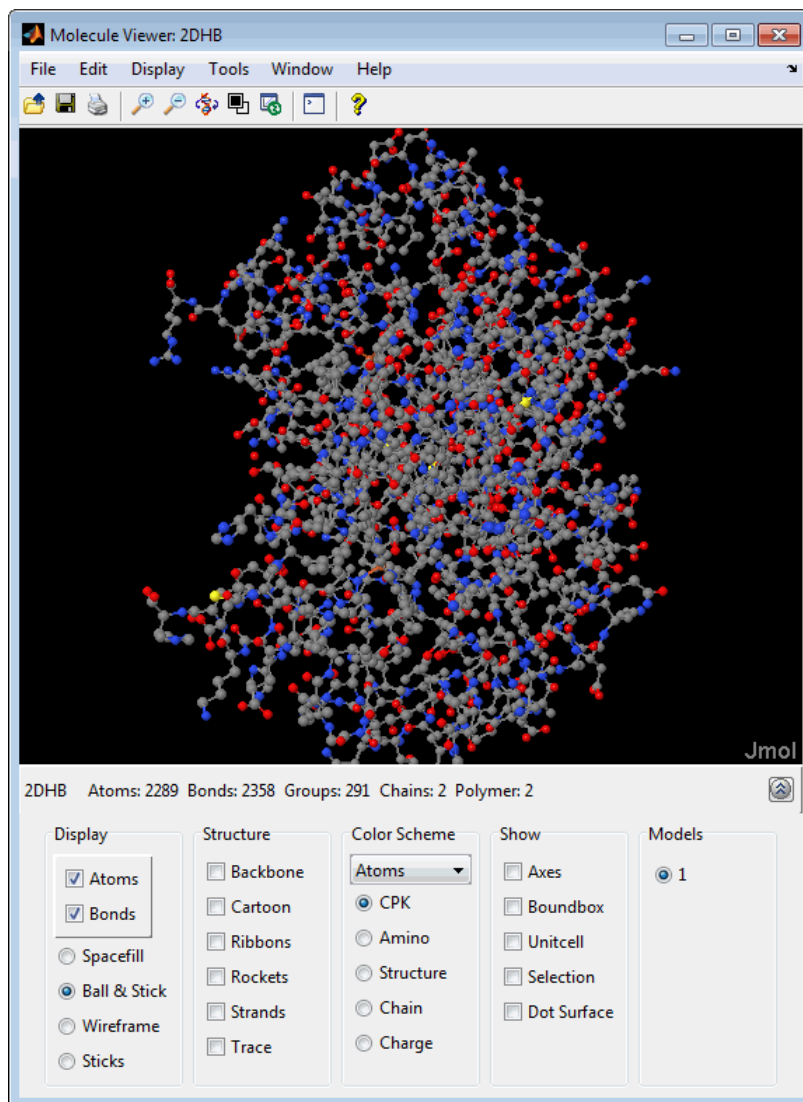 Molecule Viewer: 2DHB
File Edit Display Tools Window Help
Jmol
2DHB Atoms: 2289 Bonds: 2358 Groups: 291 Chains: 2 Polymer: 2
Display
Atoms
Bonds
Spacefill
Ball & Stick
Wireframe
Sticks
Structure
Backbone
Cartoon
Ribbons
Rockets
Strands
Trace
Color Scheme
Atoms
CPK
Amino
Structure
Chain
Charge
Show
Axes
Boundbox
Unitcell
Selection
Dot Surface
Models
1